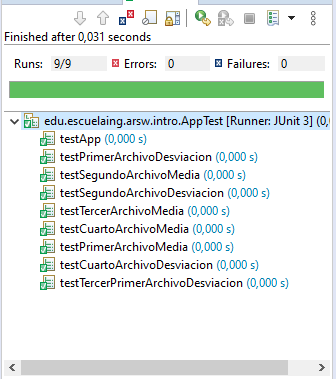 Finished after 0,031 seconds
Runs: 9/9 Errors: 0 Failures: 0
edu.escuelaing.arsw.intro.AppTest [Runner: JUnit 3] (0,
testApp (0,000 s)
testPrimerArchivoDesviacion (0,000 s)
testSegundoArchivoMedia (0,000 s)
testSegundoArchivoDesviacion (0,000 s)
testTercerArchivoMedia (0,000 s)
testCuartoArchivoMedia (0,000 s)
testPrimerArchivoMedia (0,000 s)
testCuartoArchivoDesviacion (0,000 s)
testTercerPrimerArchivoDesviacion (0,000 s)